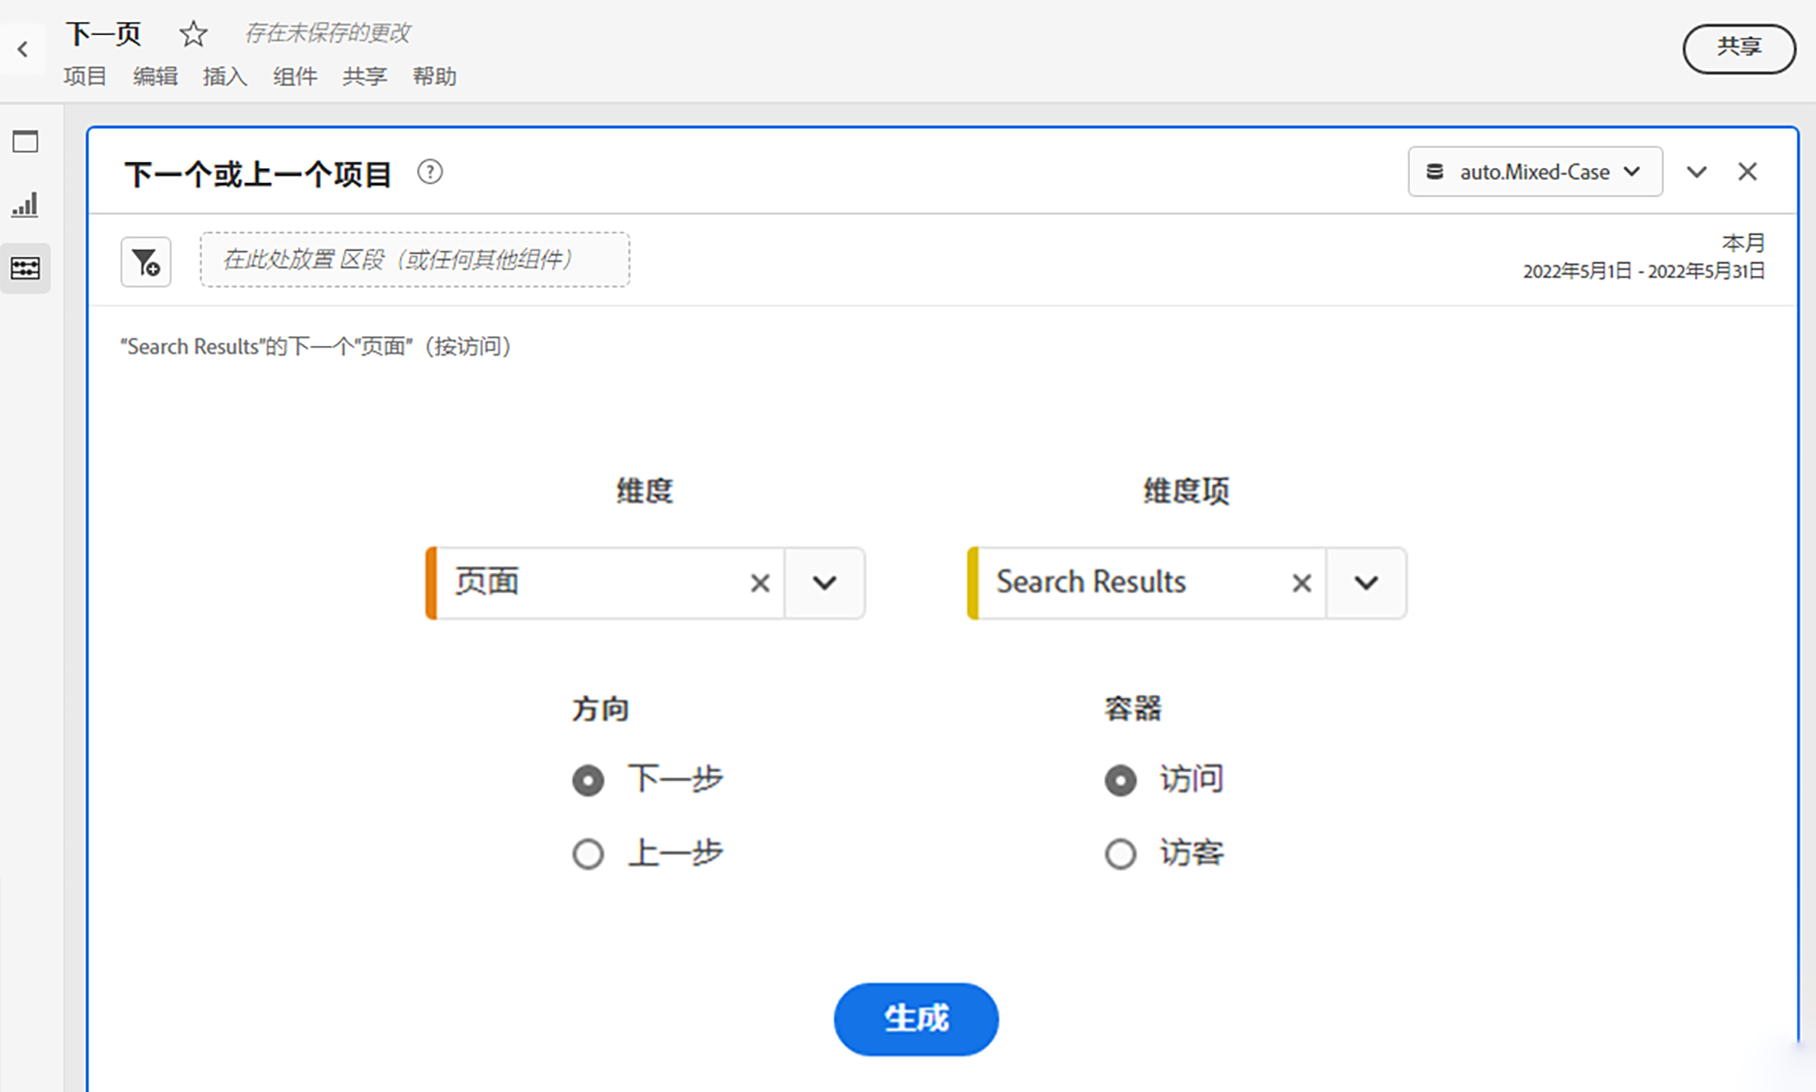 下一页 存在未保存的更改
共享
项目 编辑 插入 组件 共享 帮助
下一个或上一个项目 ? auto.Mixed-Case
在此处放置 区段（或任何其他组件）
本月
2022年5月1日 - 2022年5月31日
“Search Results”的下一个“页面”（按访问）
维度 维度项
页面 Search Results
方向 容器
下一步 访问
上一步 访客
生成